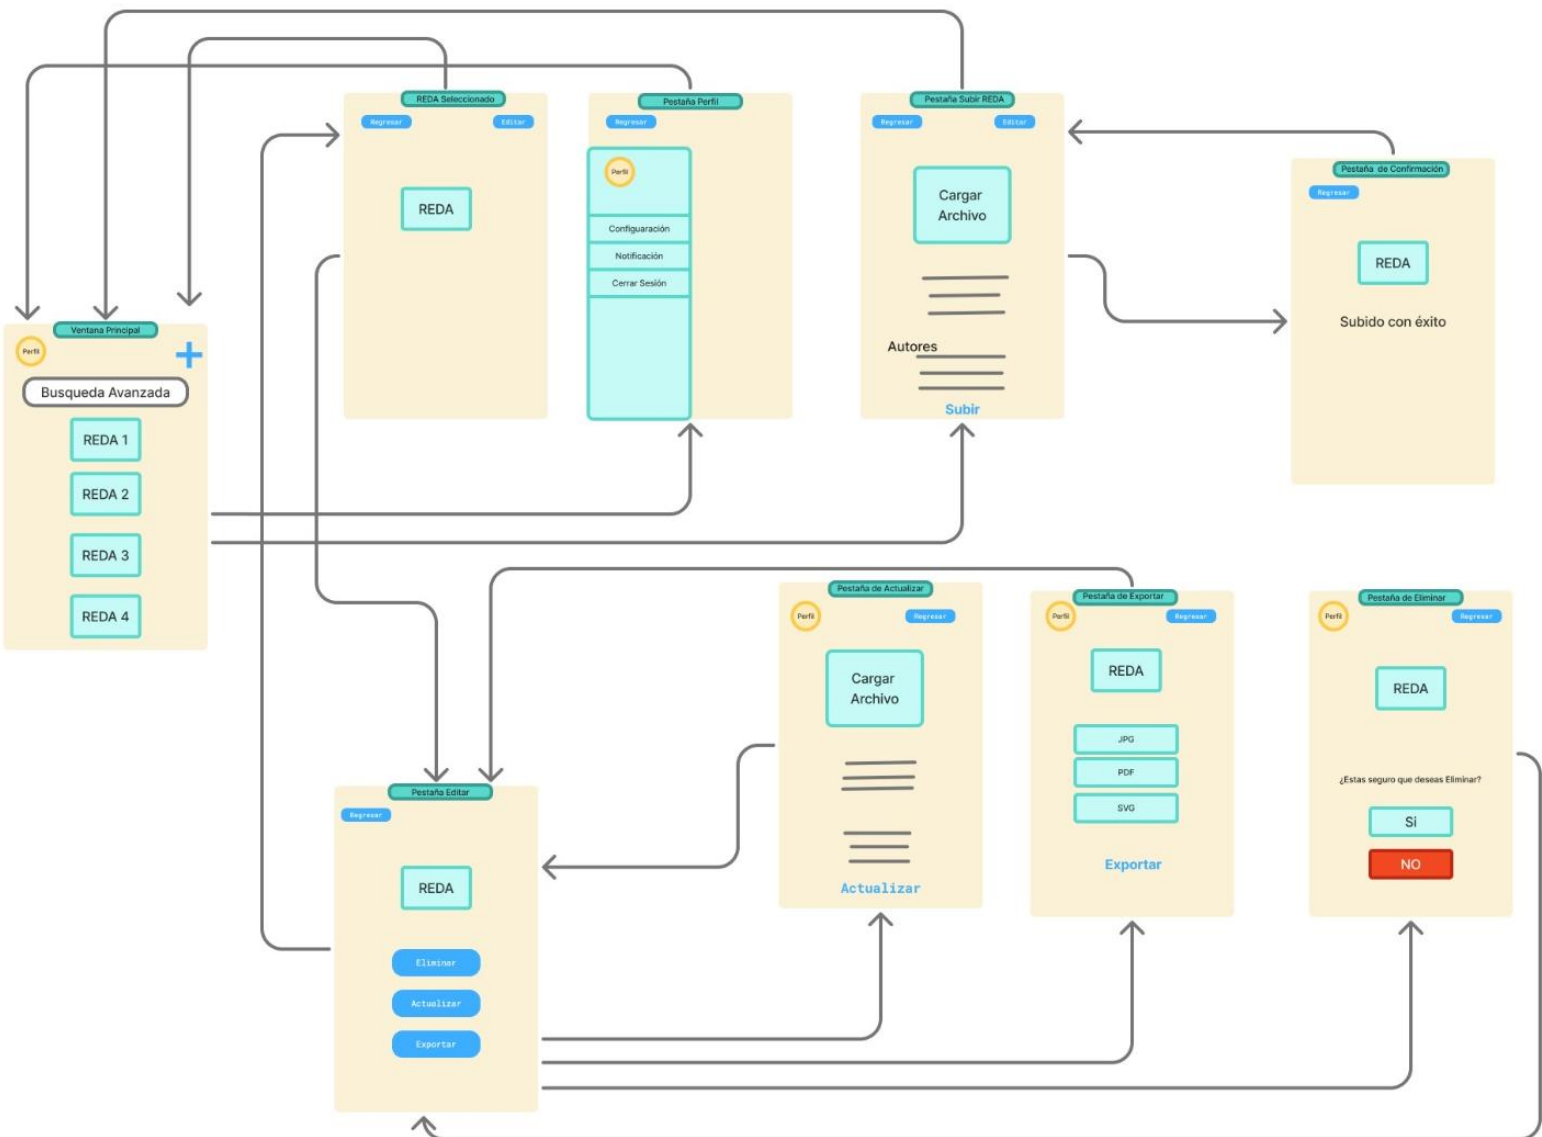 REDA Seleccionado
Regresar
Editar
REDA
Pestaña Perfil
Regresar
Perfil
Configuaración
Notificación
Cerrar Sesión
Pestaña Subir REDA
Regresar
Editar
Cargar
Archivo
Autores
Subir
Pestaña de Confirmación
Regresar
REDA
Subido con éxito
Ventana Principal
Perfil
+
Busqueda Avanzada
REDA 1
REDA 2
REDA 3
REDA 4
Pestaña de Actualizar
Perfil
Regresar
Cargar
Archivo
Actualizar
Pestaña de Exportar
Perfil
Regresar
REDA
JPG
PDF
SVG
Exportar
Pestaña de Eliminar
Perfil
Regresar
REDA
¿Estas seguro que deseas Eliminar?
Si
NO
Pestaña Editar
Regresar
REDA
Eliminar
Actualizar
Exportar